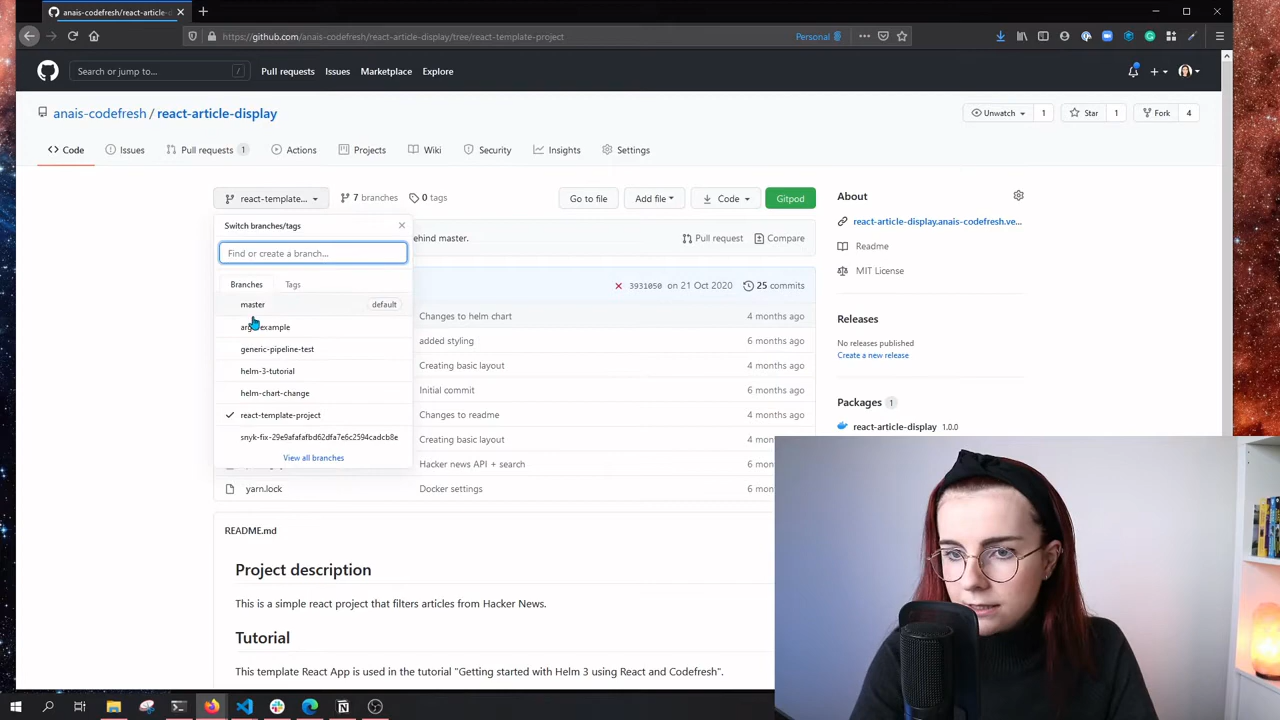 anais-codefresh/react-article-d
https://github.com/anais-codefresh/react-article-display/tree/react-template-project
Personal
Search or jump to...
/
Pull requests
Issues
Marketplace
Explore
anais-codefresh / react-article-display
Unwatch
1
Star
1
Fork
4
Code
Issues
Pull requests 1
Actions
Projects
Wiki
Security
Insights
Settings
react-template...
7 branches
0 tags
Go to file
Add file
Code
Gitpod
Switch branches/tags
Find or create a branch...
Branches
Tags
master
default
example
generic-pipeline-test
helm-3-tutorial
helm-chart-change
react-template-project
snyk-fix-29e9afafafbd62dfa7e6c2594cadcb8e
View all branches
ehind master.
Pull request
Compare
3931050 on 21 Oct 2020
25 commits
Changes to helm chart
4 months ago
added styling
6 months ago
Creating basic layout
4 months ago
Initial commit
6 months ago
Changes to readme
4 months ago
Creating basic layout
6 months ago
Hacker news API + search
6 mon
yarn.lock
Docker settings
6 mon
README.md
Project description
This is a simple react project that filters articles from Hacker News.
Tutorial
This template React App is used in the tutorial "Getting started with Helm 3 using React and Codefresh".
About
react-article-display.anais-codefresh.ve...
Readme
MIT License
Releases
No releases published
Create a new release
Packages 1
react-article-display 1.0.0